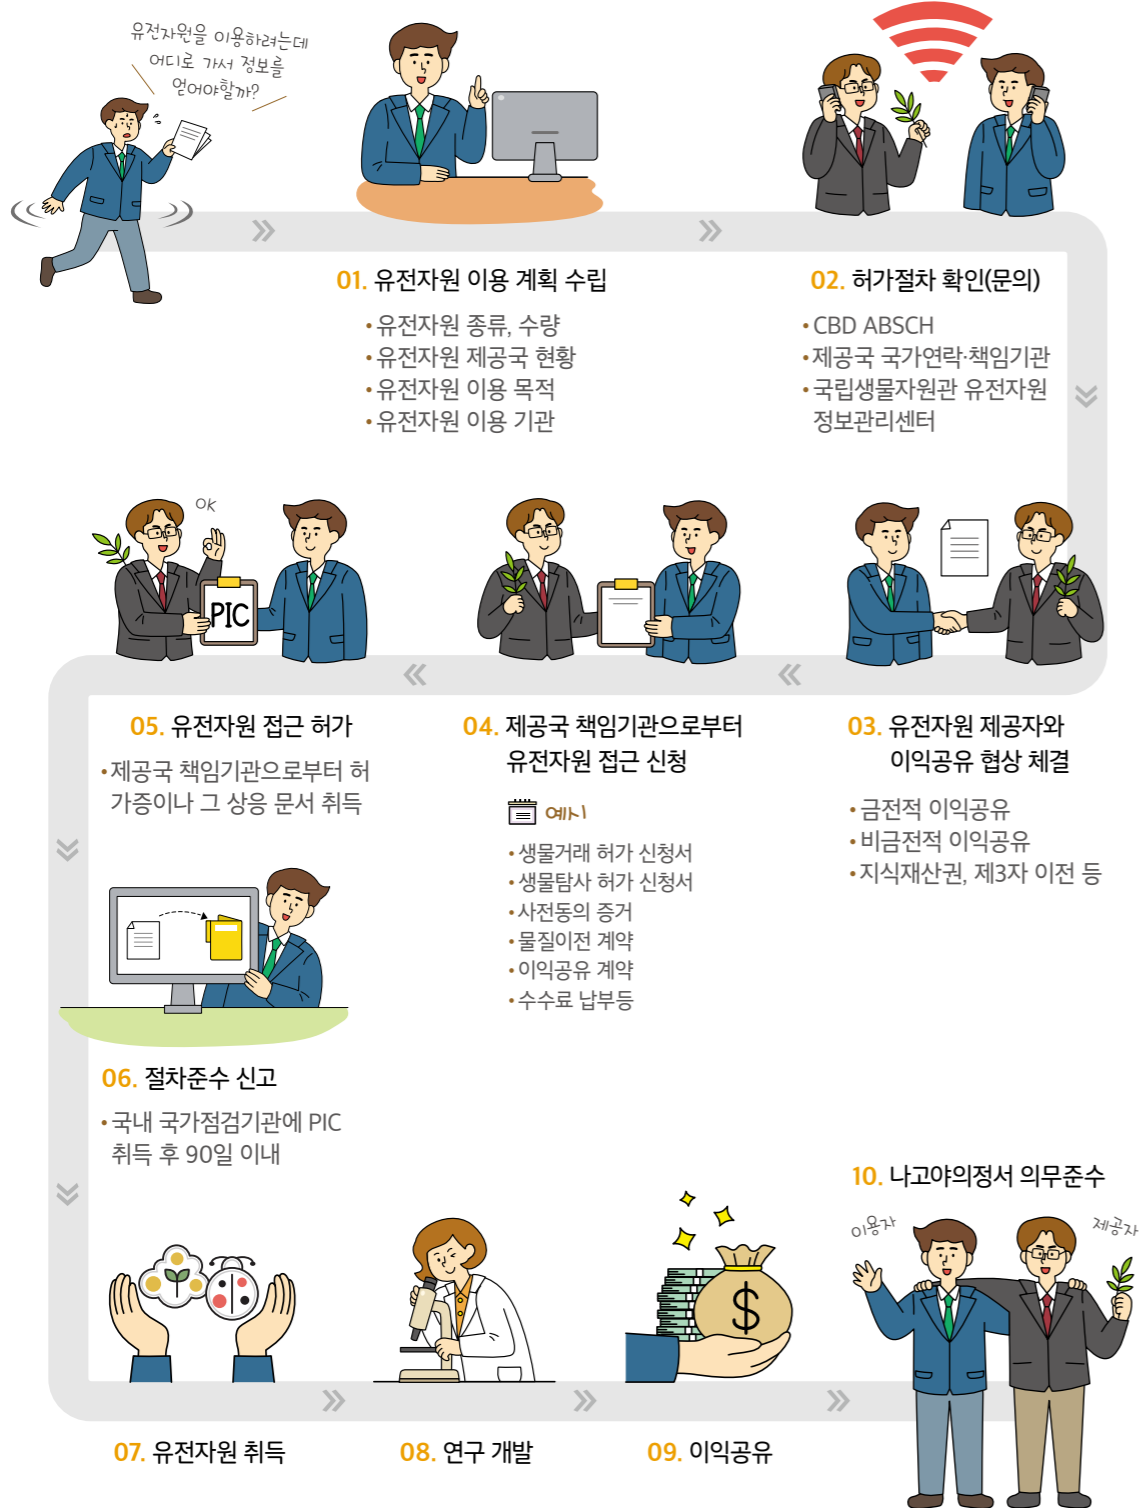 유전자원을 이용하려는데
어디로 가서 정보를
얻어야할까?
01. 유전자원 이용 계획 수립
•유전자원 종류, 수량
•유전자원 제공국 현황
•유전자원 이용 목적
•유전자원 이용 기관
02. 허가절차 확인(문의)
•CBD ABSCH
•제공국 국가연락·책임기관
•국립생물자원관 유전자원
정보관리센터
03. 유전자원 제공자와
이익공유 협상 체결
•금전적 이익공유
•비금전적 이익공유
•지식재산권, 제3자 이전 등
04. 제공국 책임기관으로부터
유전자원 접근 신청
예시
•생물거래 허가 신청서
•생물탐사 허가 신청서
•사전동의 증거
•물질이전 계약
•이익공유 계약
•수수료 납부등
OK
PIC
05. 유전자원 접근 허가
•제공국 책임기관으로부터 허
가증이나 그 상응 문서 취득
06. 절차준수 신고
•국내 국가점검기관에 PIC
취득 후 90일 이내
07. 유전자원 취득
08. 연구 개발
$
09. 이익공유
10. 나고야의정서 의무준수
이용자
제공자